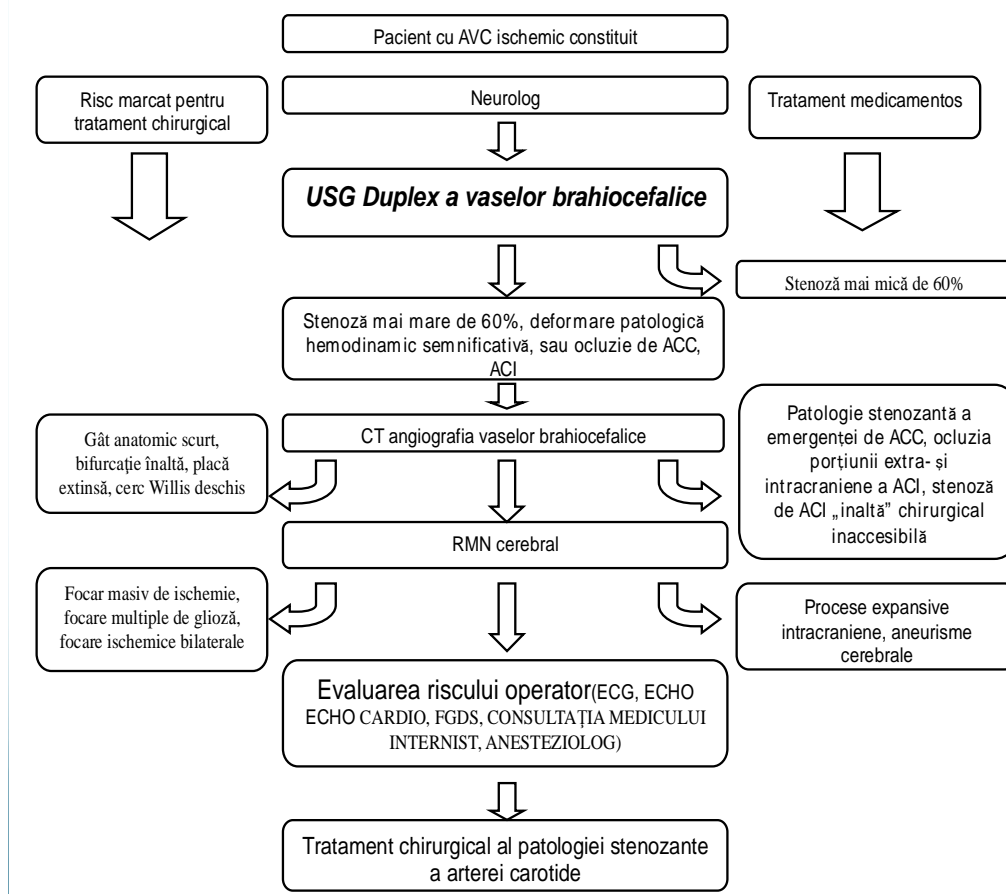 Pacient cu AVC ischemic constituit
Risc marcat pentru
tratament chirurgical
Neurolog
Tratament medicamentos
USG Duplex a vaselor brahiocefalice
Stenoză mai mică de 60%
Stenoză mai mare de 60%, deformare patologică
hemodinamic semnificativă, sau ocluzie de ACC,
ACI
Gât anatomic scurt,
bifurcație înaltă, placă
extinsă, cerc Willis deschis
CT angiografia vaselor brahiocefalice
Patologie stenozantă a
emergenței de ACC, ocluzia
porțiunii extra- și
intracraniene a ACI, stenoză
de ACI „inaltă” chirurgical
inaccesibilă
RMN cerebral
Focar masiv de ischemie,
focare multiple de glioză,
focare ischemice bilaterale
Procese expansive
intracraniene, aneurisme
cerebrale
Evaluarea riscului operator(ECG, ECHO
ECHO CARDIO, FGDS, CONSULTAȚIA MEDICULUI
INTERNIST, ANESTEZIOLOG)
Tratament chirurgical al patologiei stenozante
a arterei carotide